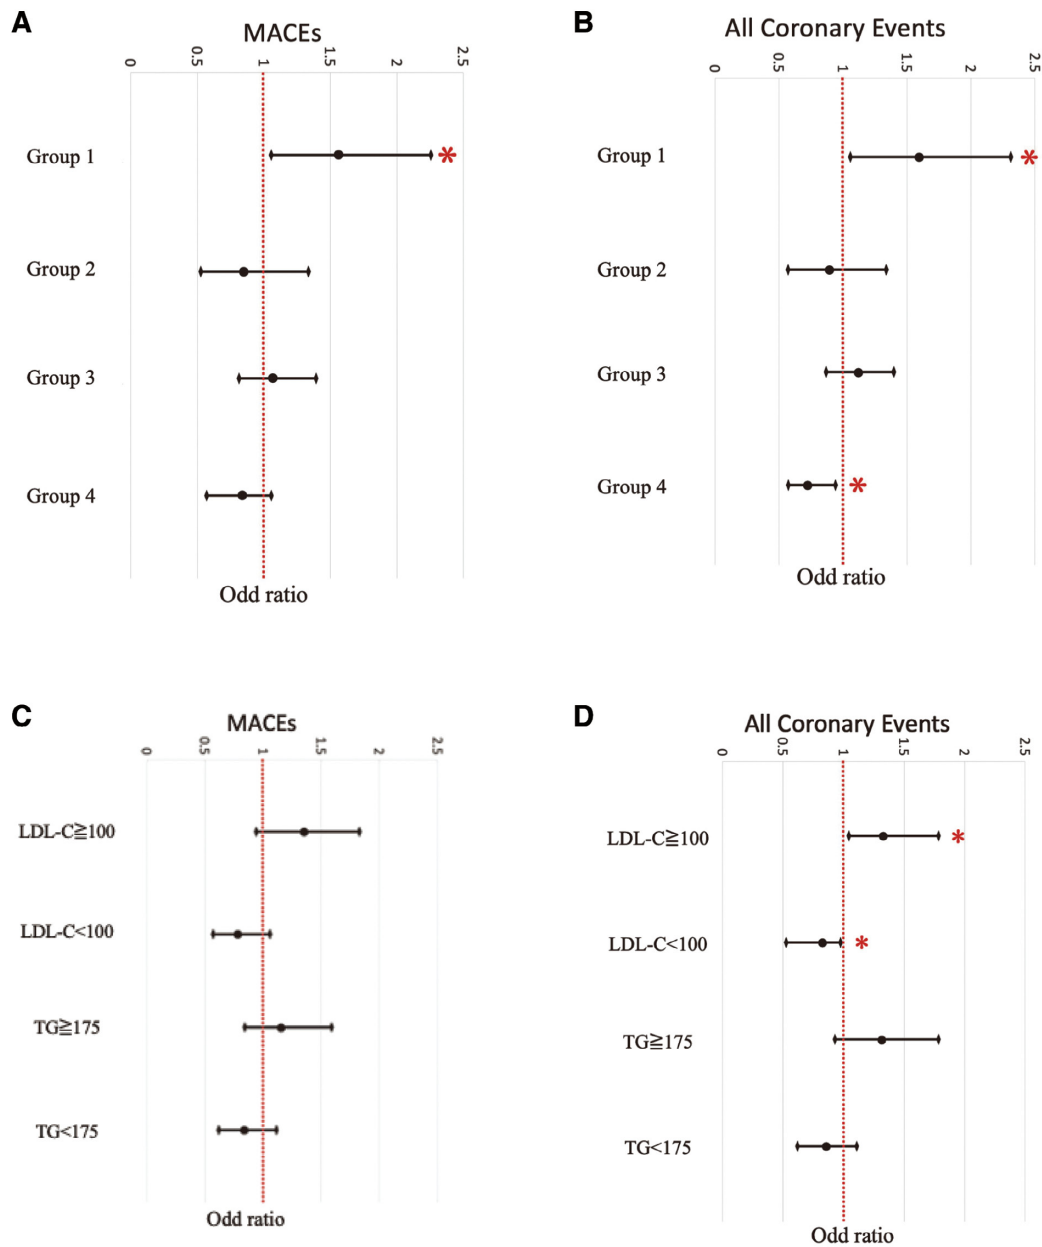 A
MACEs
0 0.5 1 1.5 2 2.5
Group 1 *
Group 2
Group 3
Group 4
Odd ratio
B
All Coronary Events
0 0.5 1 1.5 2 2.5
Group 1 *
Group 2
Group 3
Group 4 *
Odd ratio
C
MACEs
0 0.5 1 1.5 2 2.5
LDL-C≧100
LDL-C<100
TG≧175
TG<175
Odd ratio
D
All Coronary Events
0 0.5 1 1.5 2 2.5
LDL-C≧100 *
LDL-C<100 *
TG≧175
TG<175
Odd ratio